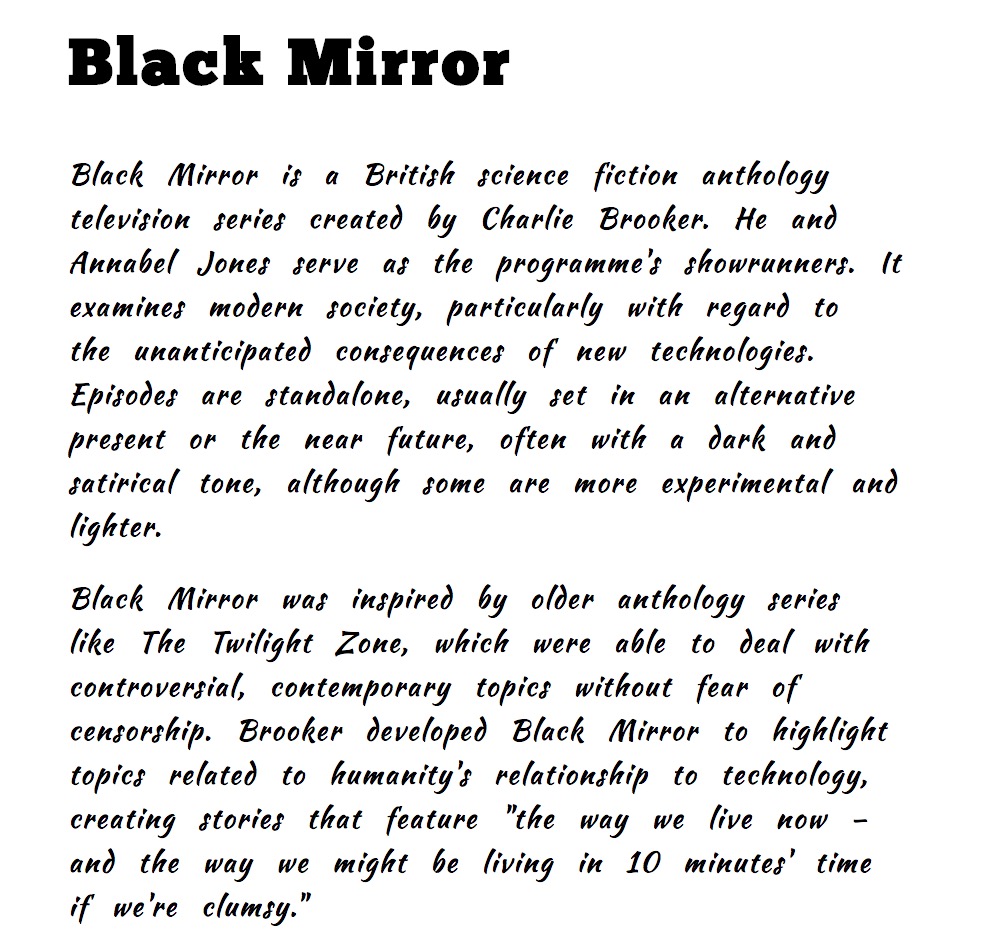 Black Mirror
Black Mirror is a British science fiction anthology
television series created by Charlie Brooker. He and
Annabel Jones serve as the programme's showrunners. It
examines modern society, particularly with regard to
the unanticipated consequences of new technologies.
Episodes are standalone, usually set in an alternative
present or the near future, often with a dark and
satirical tone, although some are more experimental and
lighter.
Black Mirror was inspired by older anthology series
like The Twilight Zone, which were able to deal with
controversial, contemporary topics without fear of
censorship. Brooker developed Black Mirror to highlight
topics related to humanity's relationship to technology,
creating stories that feature "the way we live now –
and the way we might be living in 10 minutes' time
if we're clumsy."